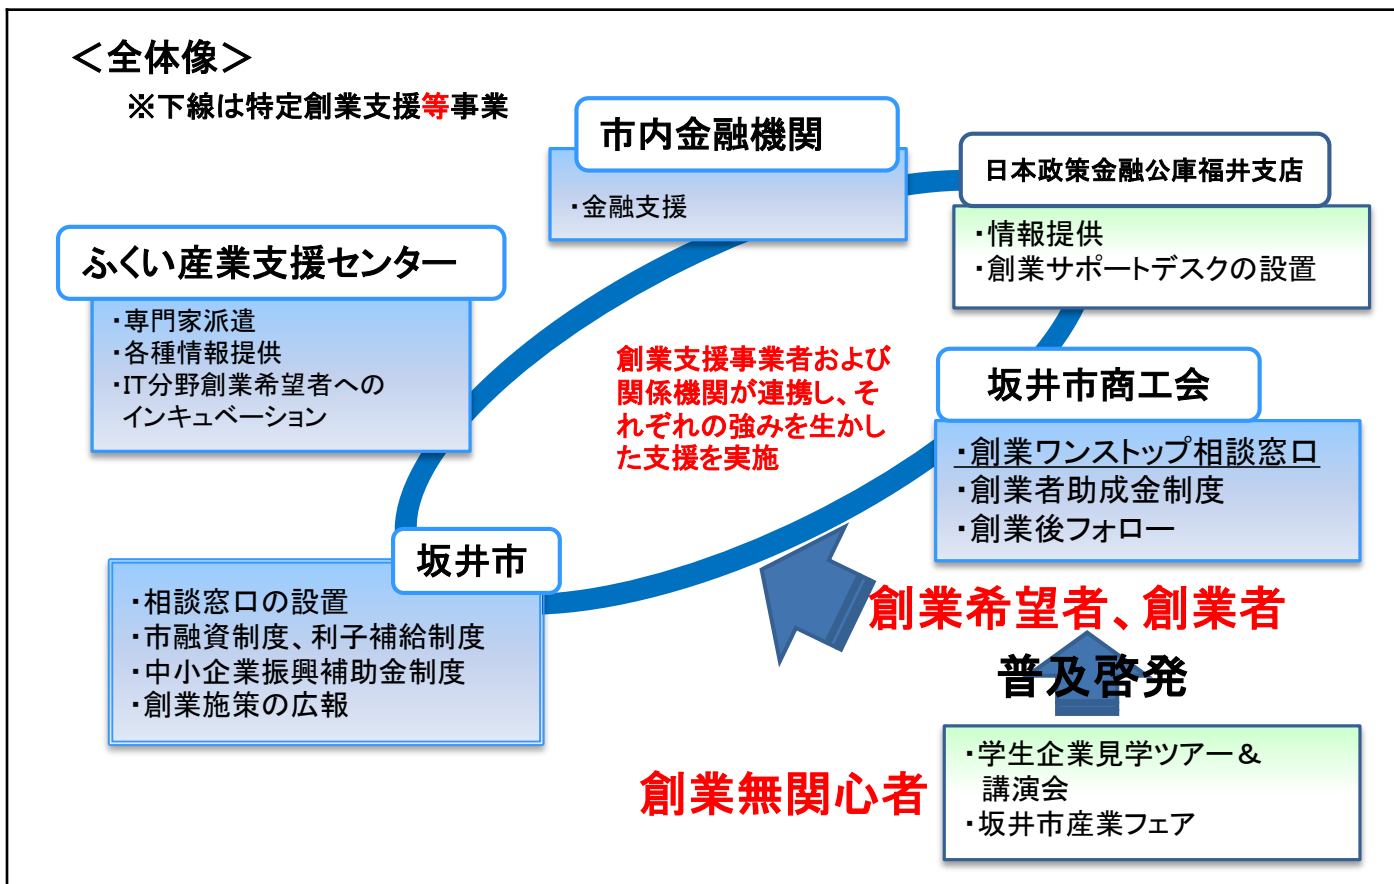 ＜全体像＞
※下線は特定創業支援等事業
市内金融機関
・金融支援
日本政策金融公庫福井支店
・情報提供
・創業サポートデスクの設置
ふくい産業支援センター
・専門家派遣
・各種情報提供
・IT分野創業希望者への
インキュベーション
創業支援事業者および
関係機関が連携し、そ
れぞれの強みを生かし
た支援を実施
坂井市商工会
・創業ワンストップ相談窓口
・創業者助成金制度
・創業後フォロー
坂井市
・相談窓口の設置
・市融資制度、利子補給制度
・中小企業振興補助金制度
・創業施策の広報
創業希望者、創業者
普及啓発
創業無関心者
・学生企業見学ツアー＆
講演会
・坂井市産業フェア